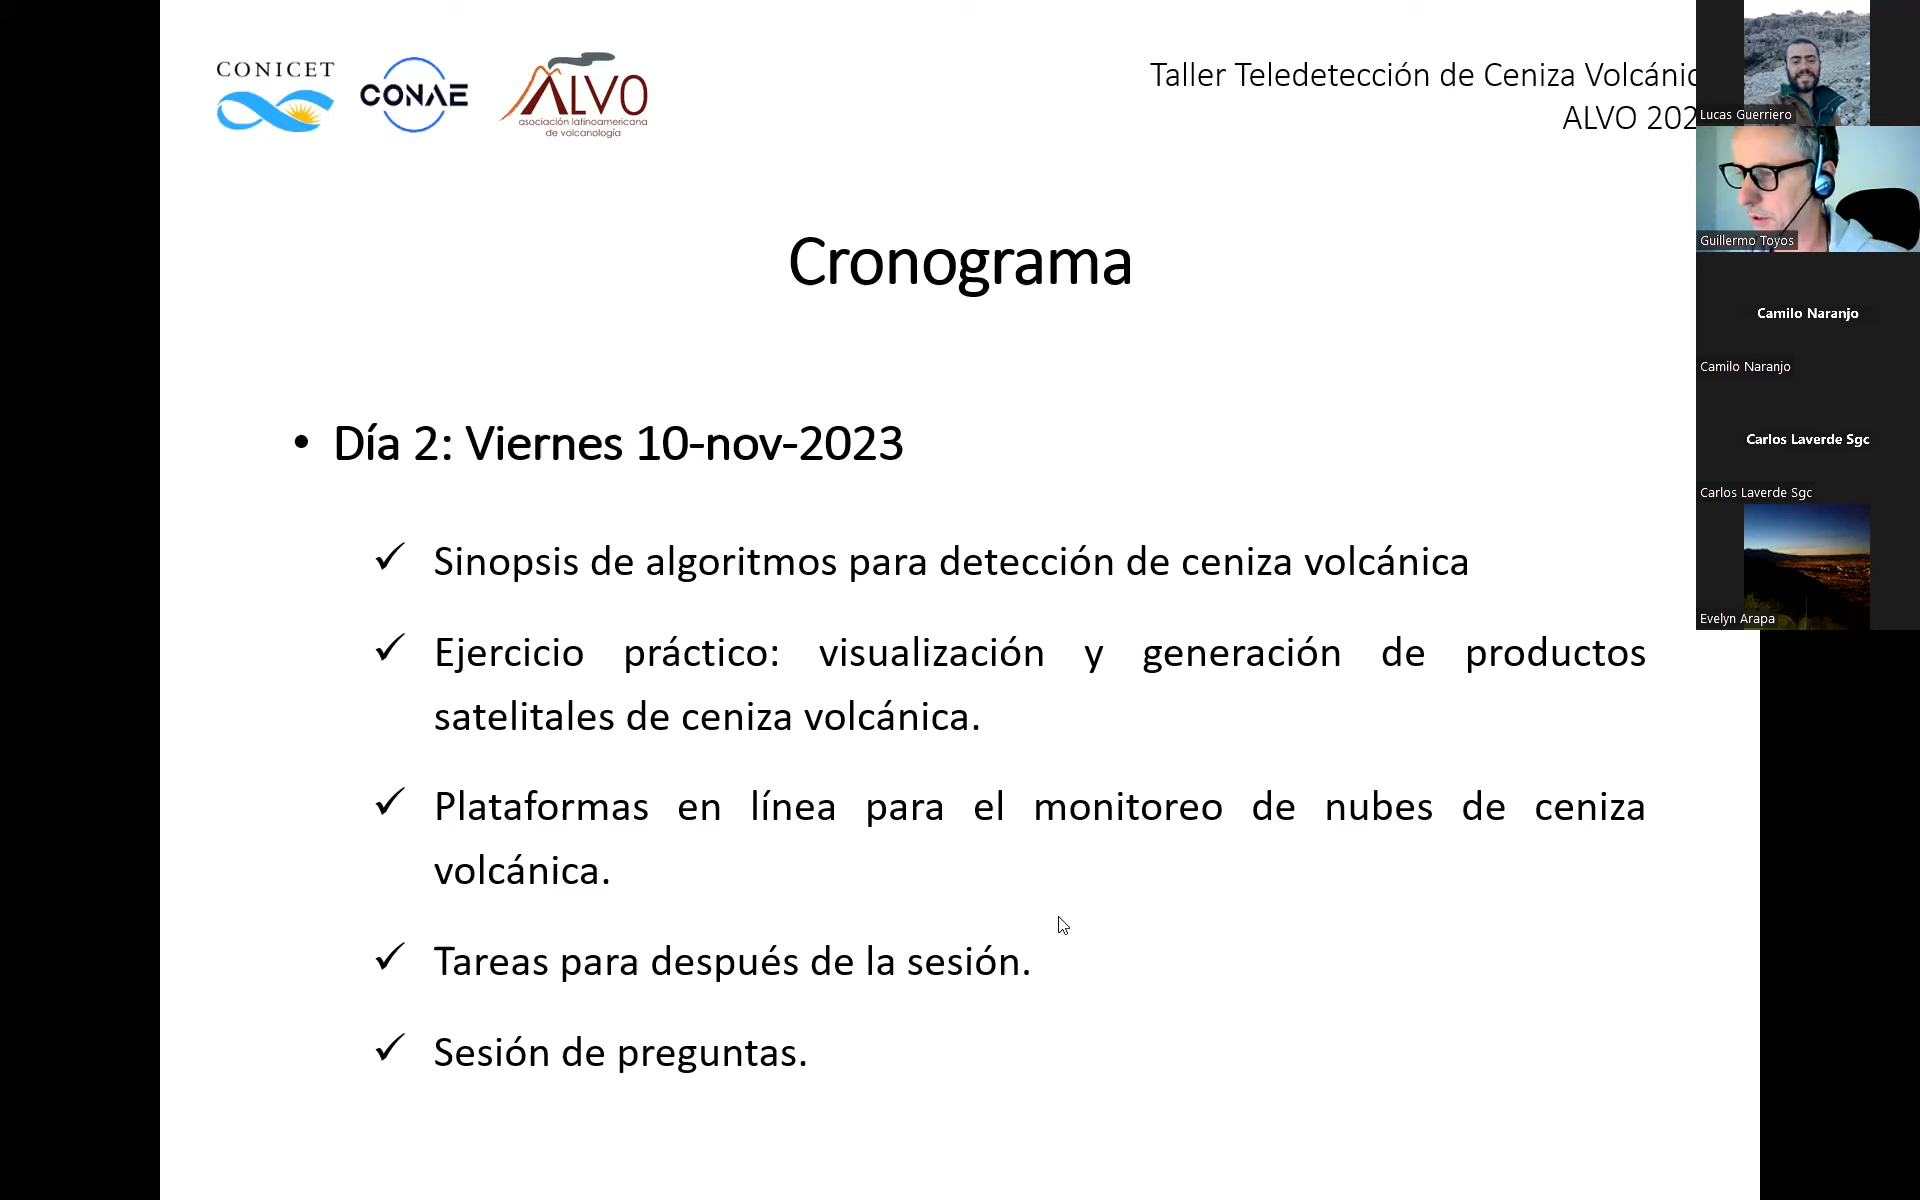 CONICET
CONAE
ALVO
asociación latinoamericana
de volcanología
Taller Teledetección de Ceniza
ALVO
Cronograma
• Día 2: Viernes 10-nov-2023
✓ Sinopsis de algoritmos para detección de ceniza volcánica
✓ Ejercicio práctico: visualización y generación de productos
satelitales de ceniza volcánica.
✓ Plataformas en línea para el monitoreo de nubes de ceniza
volcánica.
✓ Tareas para después de la sesión.
✓ Sesión de preguntas.
Lucas Guerriero
Guillermo Toyos
Camilo Naranjo
Camilo Naranjo
Carlos Laverde Sgc
Carlos Laverde Sgc
Evelyn Arapa